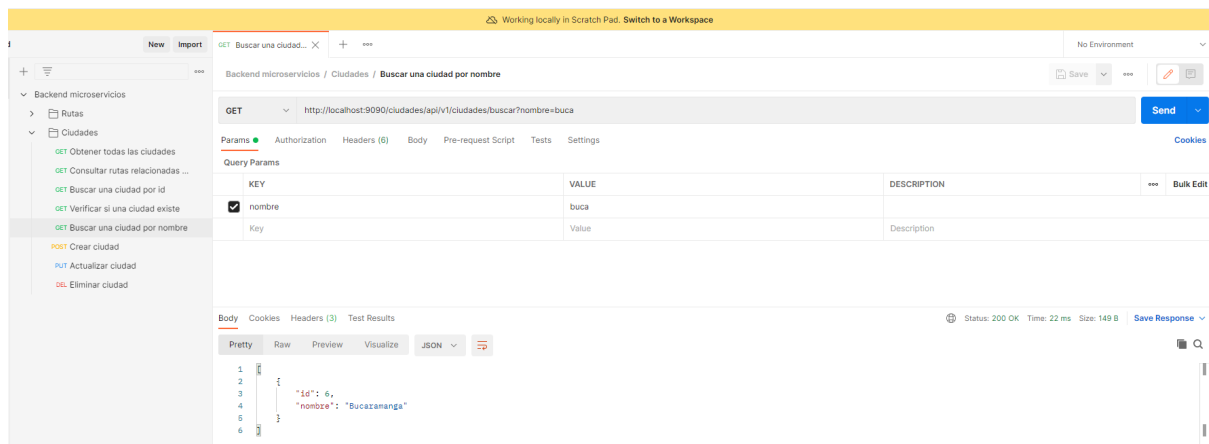 Working locally in Scratch Pad. Switch to a Workspace
New Import GET Buscar una ciudad... No Environment
Backend microservicios / Ciudades / Buscar una ciudad por nombre Save
Backend microservicios
Rutas
Ciudades
GET Obtener todas las ciudades
GET Consultar rutas relacionadas ...
GET Buscar una ciudad por id
GET Verificar si una ciudad existe
GET Buscar una ciudad por nombre
POST Crear ciudad
PUT Actualizar ciudad
DEL Eliminar ciudad
GET http://localhost:9090/ciudades/api/v1/ciudades/buscar?nombre=buca Send
Params Authorization Headers (6) Body Pre-request Script Tests Settings Cookies
Query Params
KEY VALUE DESCRIPTION Bulk Edit
nombre buca
Key Value Description
Body Cookies Headers (3) Test Results Status: 200 OK Time: 22 ms Size: 149 B Save Response
Pretty Raw Preview Visualize JSON
1 [
2 {
3 "id": 6,
4 "nombre": "Bucaramanga"
5 }
6 ]